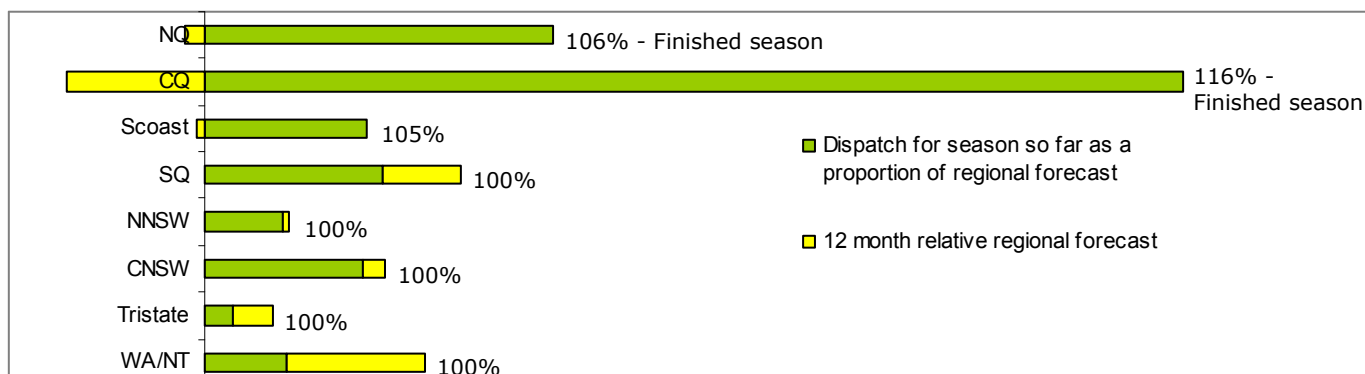 NQ
106% - Finished season
CQ
116% -
Finished season
Scoast
105%
Dispatch for season so far as a
proportion of regional forecast
SQ
100%
NNSW
100%
12 month relative regional forecast
CNSW
100%
Tristate
100%
WA/NT
100%